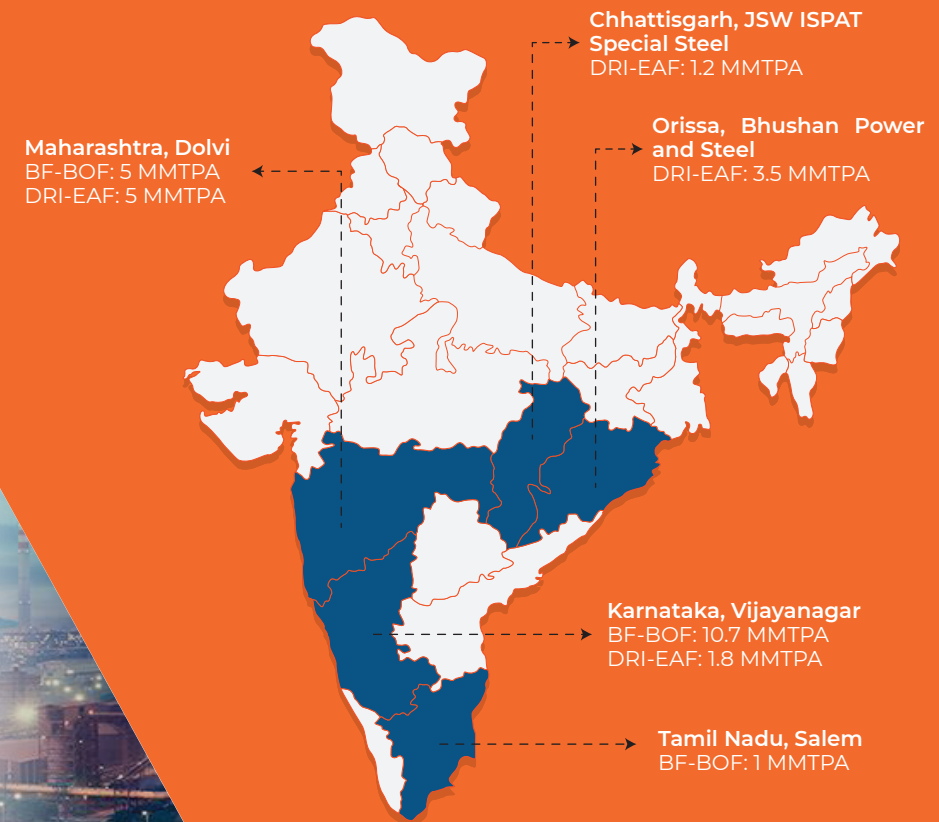 Chhattisgarh, JSW ISPAT
Special Steel
DRI-EAF: 1.2 MMTPA
Orissa, Bhushan Power
and Steel
DRI-EAF: 3.5 MMTPA
Maharashtra, Dolvi
BF-BOF: 5 MMTPA
DRI-EAF: 5 MMTPA
Karnataka, Vijayanagar
BF-BOF: 10.7 MMTPA
DRI-EAF: 1.8 MMTPA
Tamil Nadu, Salem
BF-BOF: 1 MMTPA